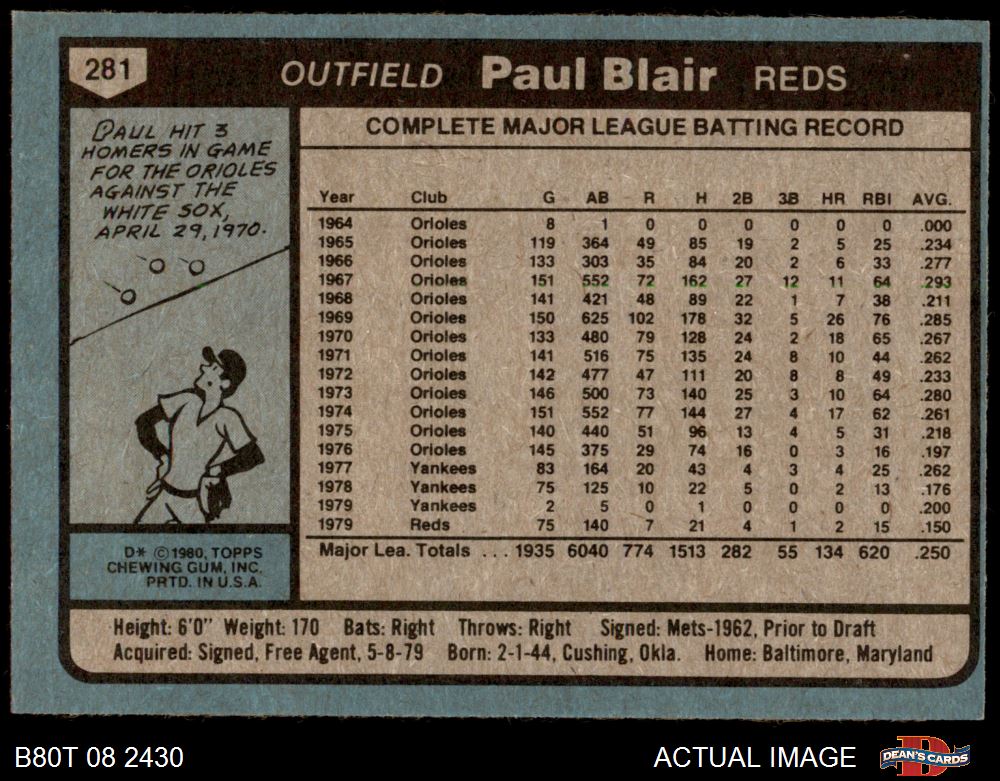 281
OUTFIELD Paul Blair REDS
PAUL HIT 3
HOMERS IN GAME
FOR THE ORIOLES
AGAINST THE
WHITE SOX,
APRIL 29, 1970.
D* ©1980, TOPPS
CHEWING GUM, INC.
PRTD. IN U.S.A.
COMPLETE MAJOR LEAGUE BATTING RECORD
Year Club G AB R H 2B 3B HR RBI AVG.
1964 Orioles 8 1 0 0 0 0 0 0 .000
1965 Orioles 119 364 49 85 19 2 5 25 .234
1966 Orioles 133 303 35 84 20 2 6 33 .277
1967 Orioles 151 552 72 162 27 12 11 64 .293
1968 Orioles 141 421 48 89 22 1 7 38 .211
1969 Orioles 150 625 102 178 32 5 26 76 .285
1970 Orioles 133 480 79 128 24 2 18 65 .267
1971 Orioles 141 516 75 135 24 8 10 44 .262
1972 Orioles 142 477 47 111 20 8 8 49 .233
1973 Orioles 146 500 73 140 25 3 10 64 .280
1974 Orioles 151 552 77 144 27 4 17 62 .261
1975 Orioles 140 440 51 96 13 4 5 31 .218
1976 Orioles 145 375 29 74 16 0 3 16 .197
1977 Yankees 83 164 20 43 4 3 4 25 .262
1978 Yankees 75 125 10 22 5 0 2 13 .176
1979 Yankees 2 5 0 1 0 0 0 0 .200
1979 Reds 75 140 7 21 4 1 2 15 .150
Major Lea. Totals ... 1935 6040 774 1513 282 55 134 620 .250
Height: 6'0" Weight: 170 Bats: Right Throws: Right Signed: Mets-1962, Prior to Draft
Acquired: Signed, Free Agent, 5-8-79 Born: 2-1-44, Cushing, Okla. Home: Baltimore, Maryland
B80T 08 2430 ACTUAL IMAGE DEAN'S CARDS